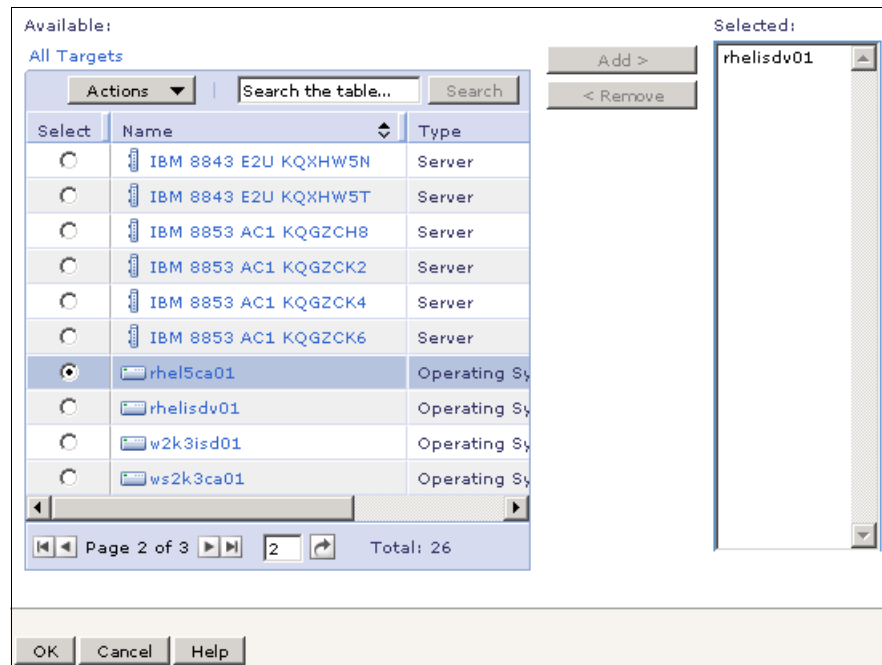 Available:
Selected:
All Targets
Add >
rhelisdv01
Actions
Search the table...
Search
< Remove
Select Name Type
IBM 8843 E2U KQXHW5N Server
IBM 8843 E2U KQXHW5T Server
IBM 8853 AC1 KQGZCH8 Server
IBM 8853 AC1 KQGZCK2 Server
IBM 8853 AC1 KQGZCK4 Server
IBM 8853 AC1 KQGZCK6 Server
rhel5ca01 Operating Sy
rhelisdv01 Operating Sy
w2k3isd01 Operating Sy
ws2k3ca01 Operating Sy
Page 2 of 3 2 Total: 26
OK Cancel Help